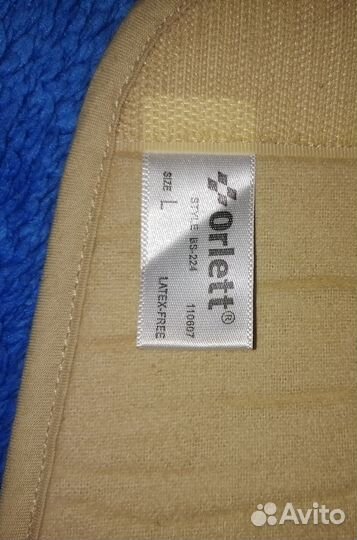 Orlett®
STYLE BS-224 110607
SIZE L LATEX-FREE
Avito